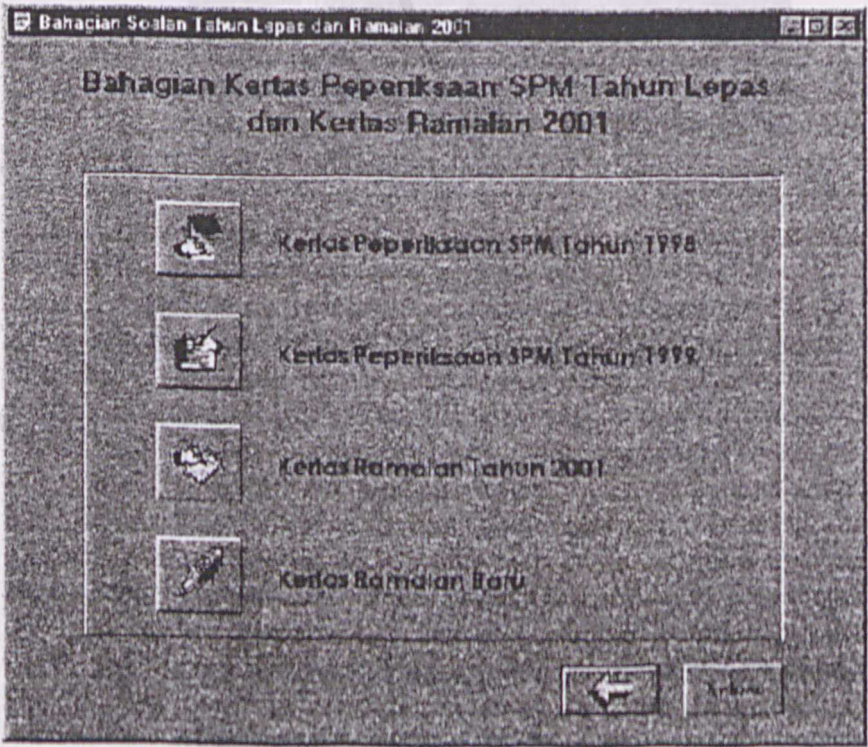 Bahagian Soalan Tahun Lepas dan Ramalan 2001
Bahagian Kertas Peperiksaan SPM Tahun Lepas
dan Kertas Ramalan 2001
Kertas Peperiksaan SPM Tahun 1998
Kertas Peperiksaan SPM Tahun 1999
Kertas Ramalan Tahun 2001
Kertas Ramalan Baru